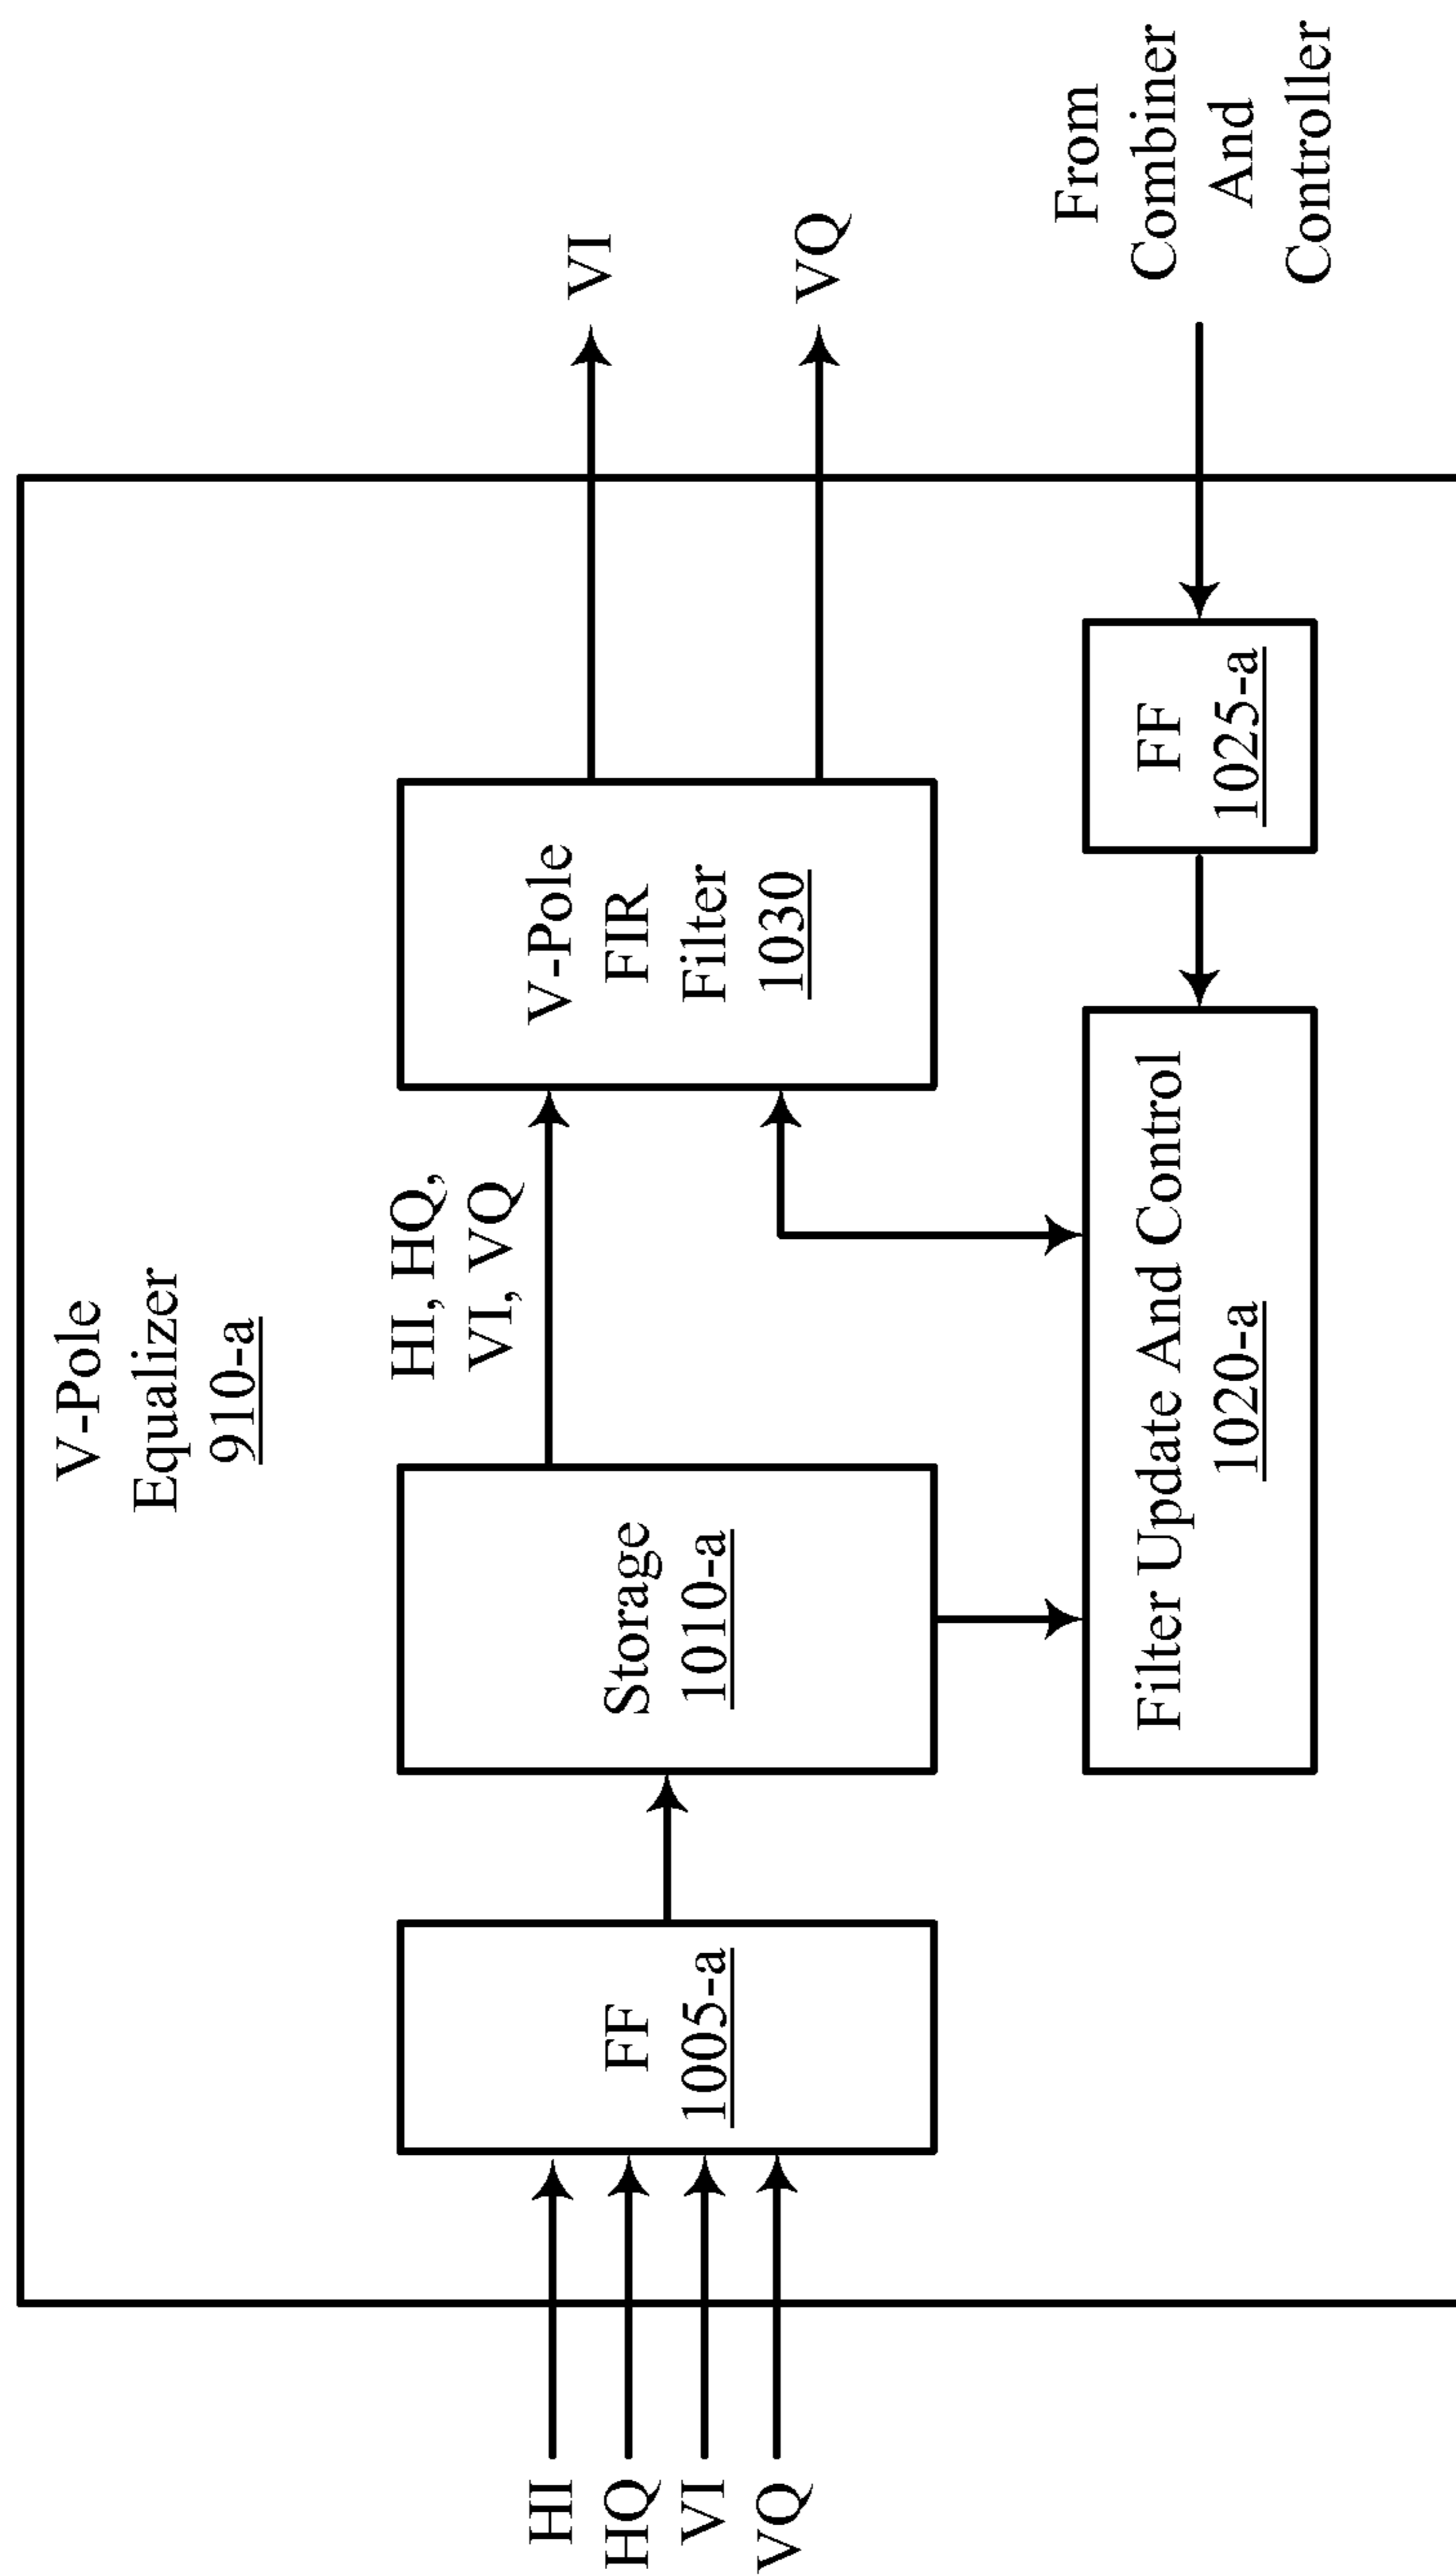 V-Pole
Equalizer
910-a
HI
HQ
VI
VQ
FF
1005-a
Storage
1010-a
HI, HQ,
VI, VQ
V-Pole
FIR
Filter
1030
VI
VQ
Filter Update And Control
1020-a
FF
1025-a
From
Combiner
And
Controller